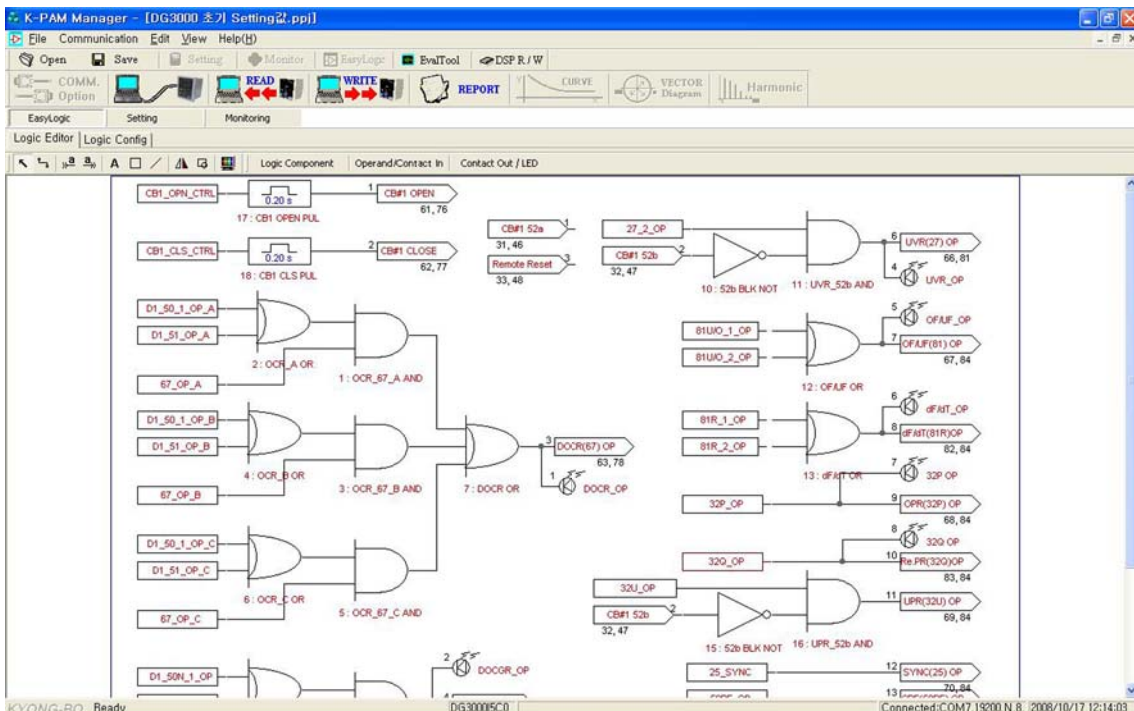 K-PAM Manager - [DG3000 초기 Setting값.ppj]
File Communication Edit View Help(H)
Open Save Setting Monitor EasyLogic EvalTool DSP R / W
COMM. Option READ WRITE REPORT CURVE VECTOR Diagram Harmonic
EasyLogic Setting Monitoring
Logic Editor Logic Config
A Logic Component Operand/Contact In Contact Out / LED
CB1_OPN_CTRL
0.20 s
17 : CB1 OPEN PUL
1
CB#1 OPEN
61, 76
CB1_CLS_CTRL
0.20 s
18 : CB1 CLS PUL
2
CB#1 CLOSE
62, 77
CB#1 52a
1
31, 46
Remote Reset
3
33, 48
27_2_OP
CB#1 52b
2
32, 47
10 : 52b BLK NOT
11 : UVR_52b AND
6
UVR(27) OP
66, 81
4
UVR_OP
D1_50_1_OP_A
D1_51_OP_A
2 : OCR_A OR
67_OP_A
1 : OCR_67_A AND
D1_50_1_OP_B
D1_51_OP_B
4 : OCR_B OR
67_OP_B
3 : OCR_67_B AND
7 : DOCR OR
3
DOCR(67) OP
63, 78
1
DOCR_OP
D1_50_1_OP_C
D1_51_OP_C
6 : OCR_C OR
67_OP_C
5 : OCR_67_C AND
81U/O_1_OP
81U/O_2_OP
12 : OF/UF OR
5
OF/UF_OP
7
OF/UF(81) OP
67, 84
81R_1_OP
81R_2_OP
13 : dF/dT OR
6
dF/dT_OP
8
dF/dT(81R)OP
82, 84
7
32P OP
32P_OP
9
OPR(32P) OP
68, 84
8
32Q OP
32Q_OP
10
Re.PR(32Q)OP
83, 84
32U_OP
CB#1 52b
2
32, 47
15 : 52b BLK NOT
16 : UPR_52b AND
11
UPR(32U) OP
69, 84
D1_50N_1_OP
2
DOCGR_OP
4
25_SYNC
12
SYNC(25) OP
70, 84
13
KYONG-BO Ready DG3000I5C0 Connected:COM7,19200 N,8 2008/10/17 12:14:03